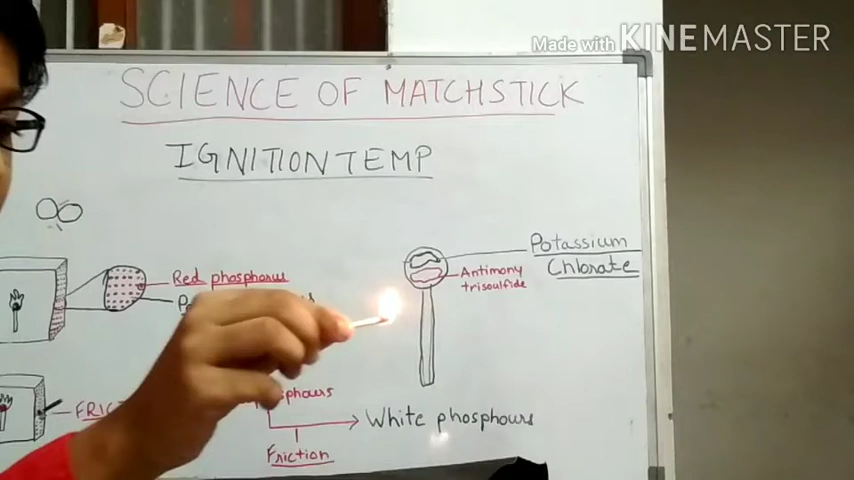 Made with KINEMASTER
SCIENCE OF MATCHSTICK
IGNITION TEMP
Potassium
Chlorate
Antimony
trisoulfide
Red phosphorus
White phosphours
Friction